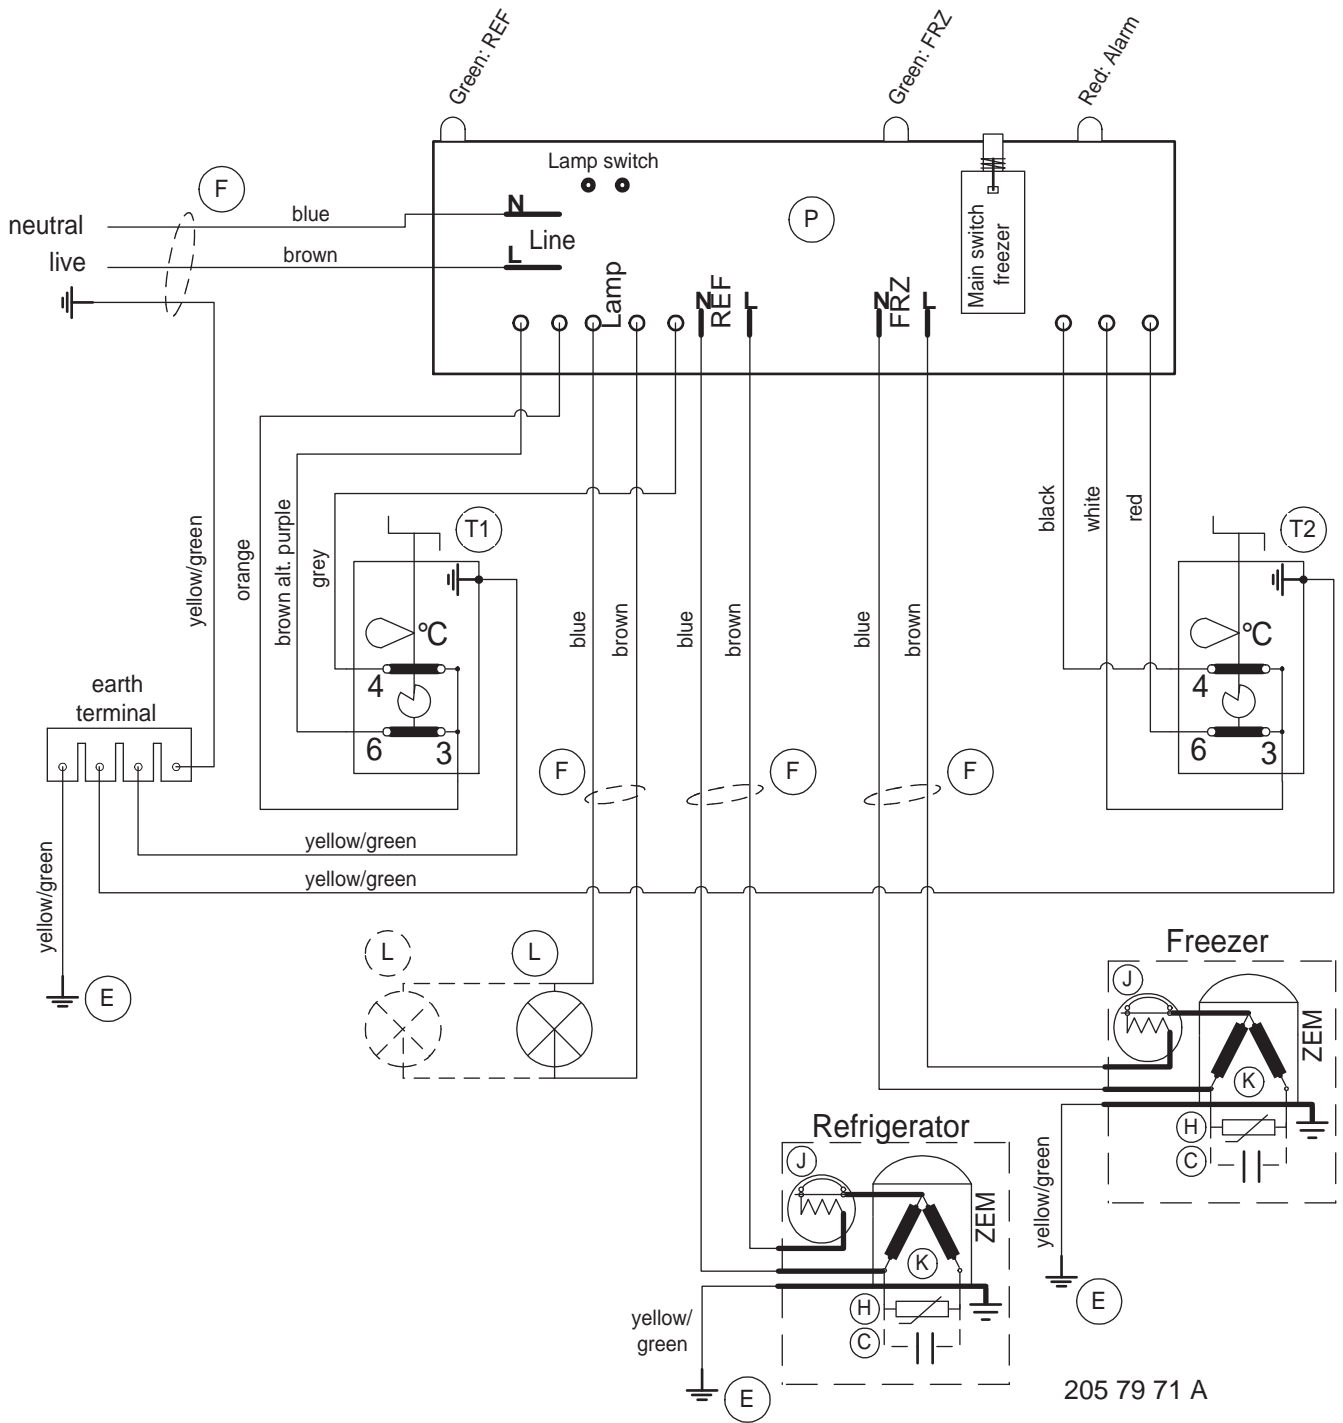 Green: REF
Green: FRZ
Red: Alarm
Lamp switch
F
P
neutral
blue
N
live
brown
L
Line
Main switch
freezer
Lamp
N
REF
L
N
FRZ
L
yellow/green
orange
brown alt. purple
grey
T1
black
white
red
T2
°C
°C
blue
brown
blue
brown
blue
brown
4
4
earth
terminal
6
3
6
3
F
F
F
yellow/green
yellow/green
yellow/green
L
L
E
Freezer
J
ZEM
K
H
C
yellow/green
E
Refrigerator
J
ZEM
K
H
C
yellow/
green
E
205 79 71 A